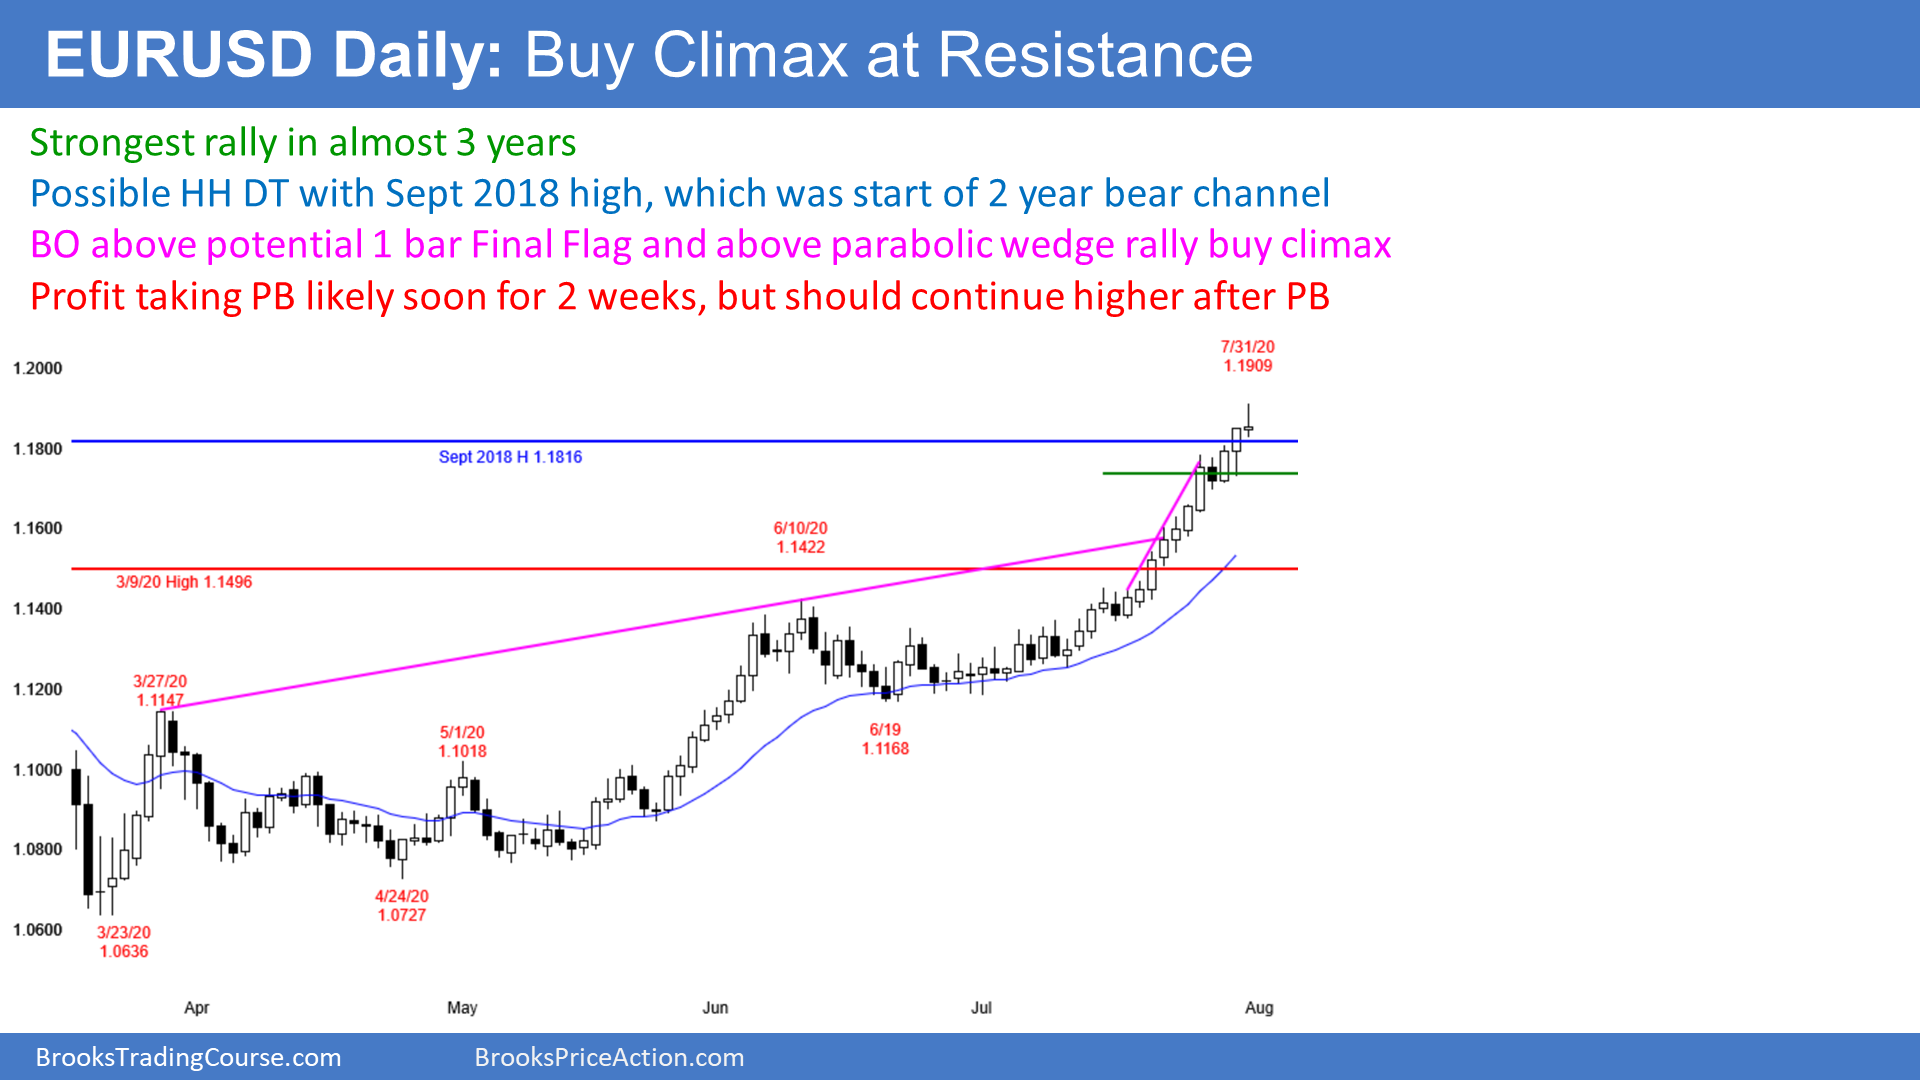 EURUSD Daily: Buy Climax at Resistance
Strongest rally in almost 3 years
Possible HH DT with Sept 2018 high, which was start of 2 year bear channel
BO above potential 1 bar Final Flag and above parabolic wedge rally buy climax
Profit taking PB likely soon for 2 weeks, but should continue higher after PB
7/31/20
1.1909
1.2000
1.1800
Sept 2018 H 1.1816
1.1600
6/10/20
1.1422
3/9/20 High 1.1496
1.1400
3/27/20
1.1147
1.1200
5/1/20
1.1018
6/19
1.1168
1.1000
1.0800
4/24/20
1.0727
1.0600
3/23/20
1.0636
Apr May Jun Jul Aug
BrooksTradingCourse.com BrooksPriceAction.com